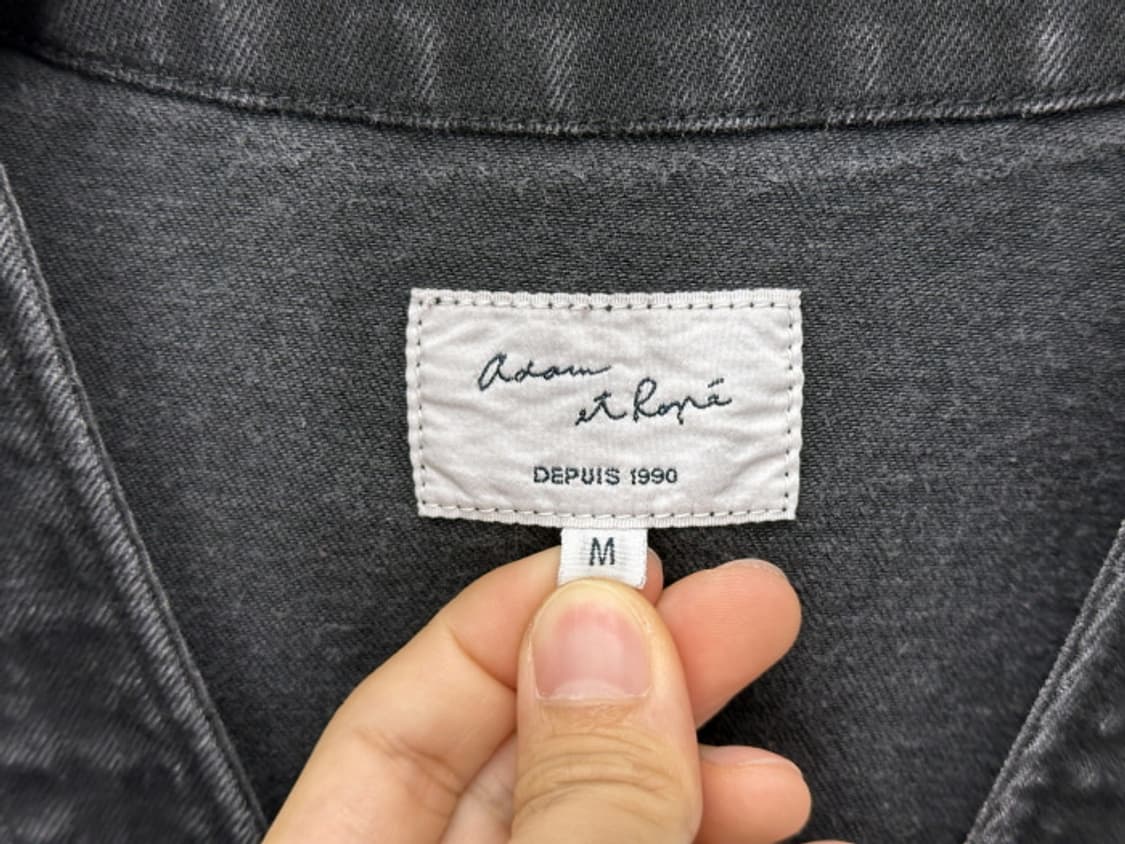 Adam
et Ropé
DEPUIS 1990
M